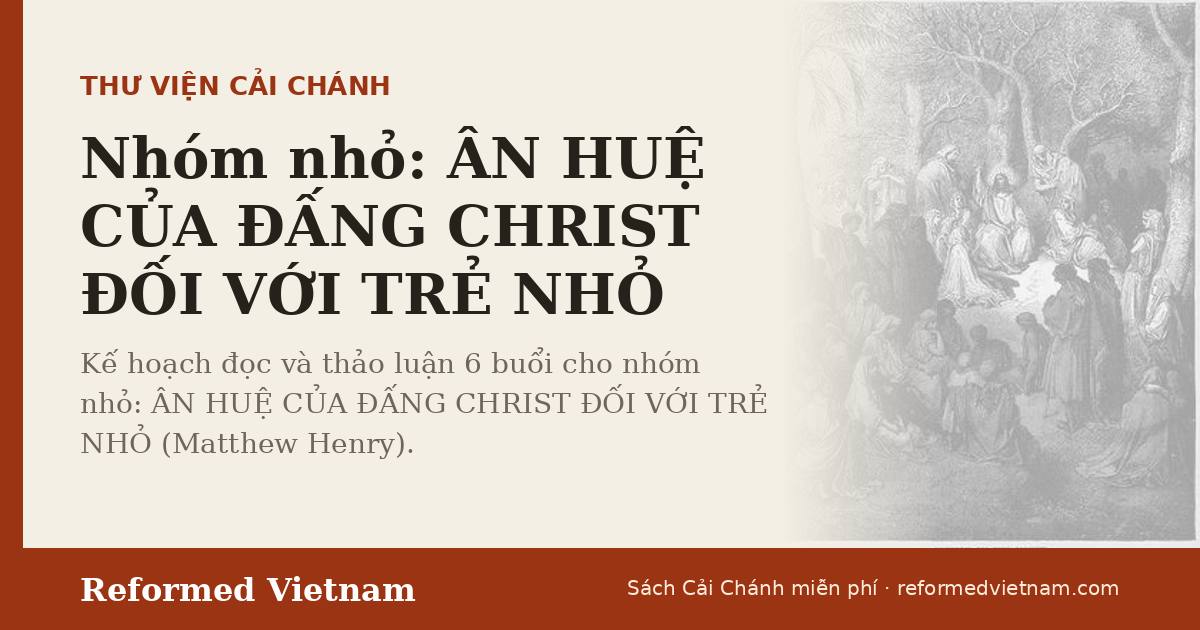 THƯ VIỆN CẢI CHÁNH
Nhóm nhỏ: ÂN HUỆ
CỦA ĐẤNG CHRIST
ĐỐI VỚI TRẺ NHỎ
Kế hoạch đọc và thảo luận 6 buổi cho nhóm
nhỏ: ÂN HUỆ CỦA ĐẤNG CHRIST ĐỐI VỚI TRẺ
NHỎ (Matthew Henry).
Reformed Vietnam
Sách Cải Chánh miễn phí · reformedvietnam.com